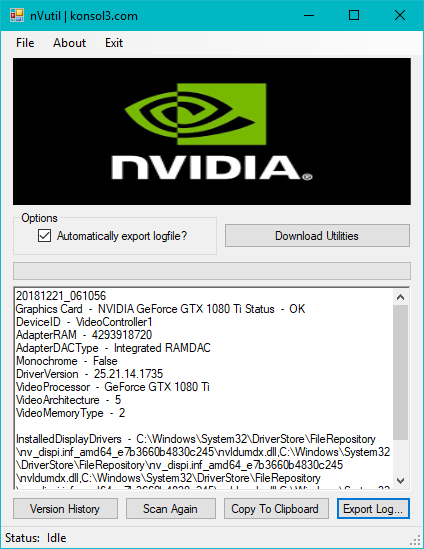 nVutil | konsol3.com
File About Exit
nVIDIA®
Options
Automatically export logfile?
Download Utilities
20181221_061056
Graphics Card - NVIDIA GeForce GTX 1080 Ti Status - OK
DeviceID - VideoController1
AdapterRAM - 4293918720
AdapterDACType - Integrated RAMDAC
Monochrome - False
DriverVersion - 25.21.14.1735
VideoProcessor - GeForce GTX 1080 Ti
VideoArchitecture - 5
VideoMemoryType - 2
InstalledDisplayDrivers - C:\Windows\System32\DriverStore\FileRepository
\nv_dispi.inf_amd64_e7b3660b4830c245\nvldumdx.dll,C:\Windows\System32
\DriverStore\FileRepository\nv_dispi.inf_amd64_e7b3660b4830c245
\nvldumdx.dll,C:\Windows\System32\DriverStore\FileRepository
Version History Scan Again Copy To Clipboard Export Log...
Status: Idle